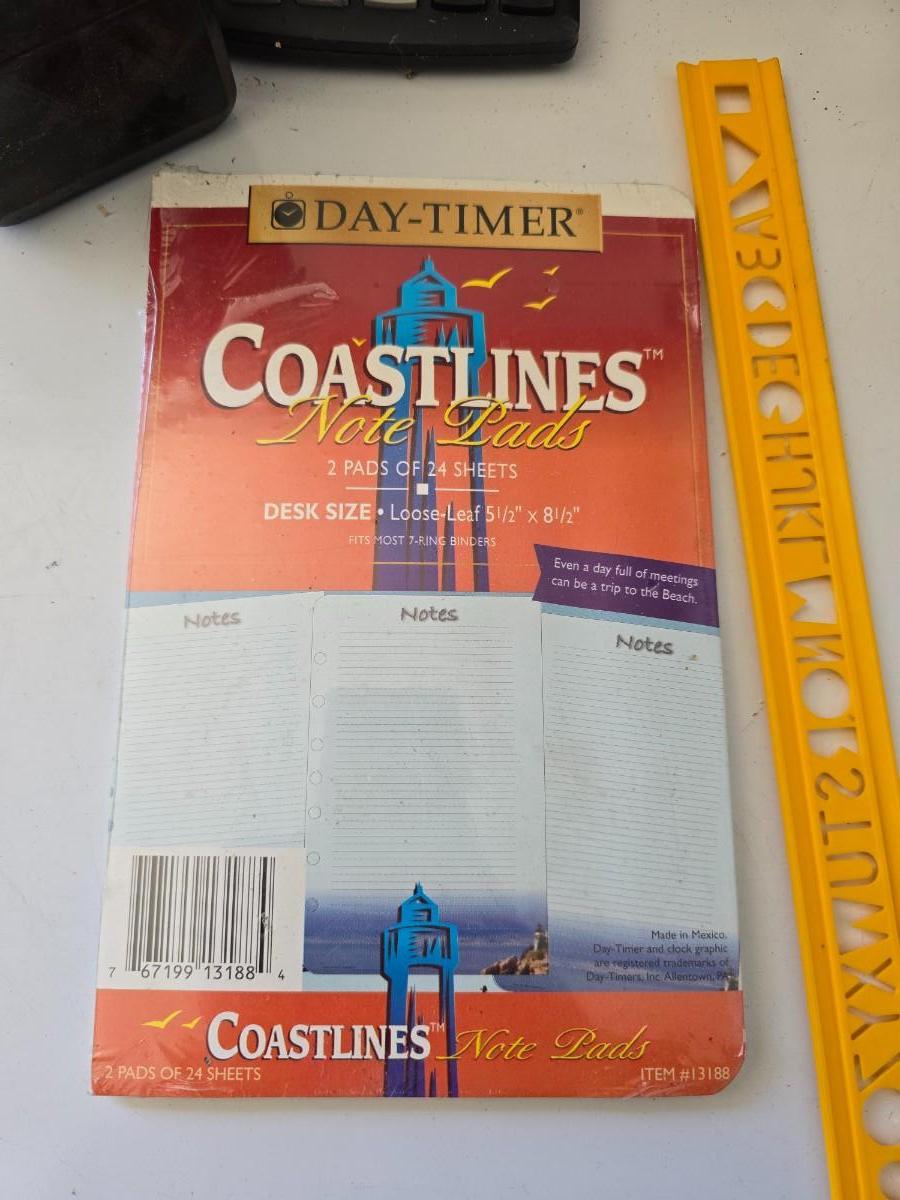 DAY-TIMER®
COASTLINES™
Note Pads
2 PADS OF 24 SHEETS
DESK SIZE • Loose-Leaf 5 1/2" x 8 1/2"
FITS MOST 7-RING BINDERS
Even a day full of meetings
can be a trip to the Beach.
Notes
Notes
Notes
Made in Mexico.
Day-Timer and clock graphic
are registered trademarks of
Day-Timers, Inc. Allentown, PA
7 67199 13188 4
COASTLINES™ Note Pads
2 PADS OF 24 SHEETS
ITEM #13188